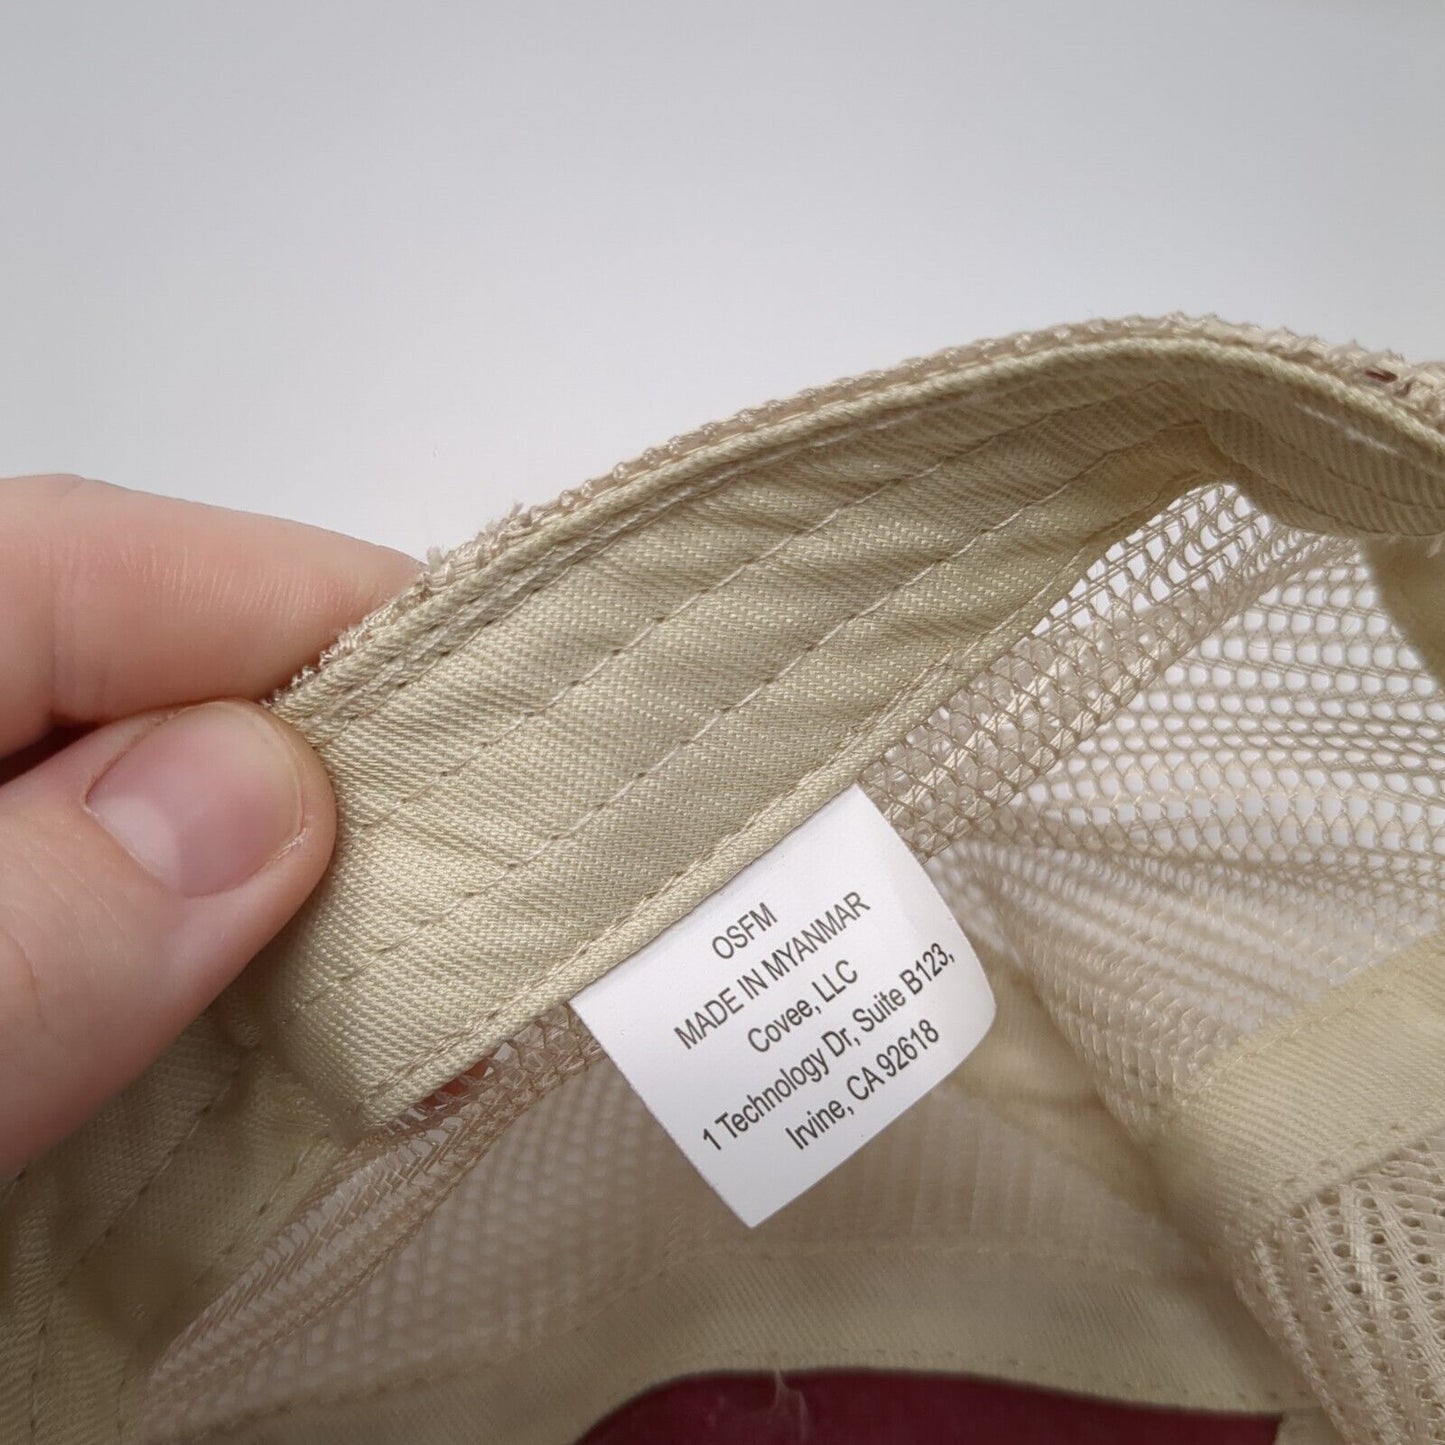 OSFM
MADE IN MYANMAR
Covee, LLC
1 Technology Dr, Suite B123,
Irvine, CA 92618